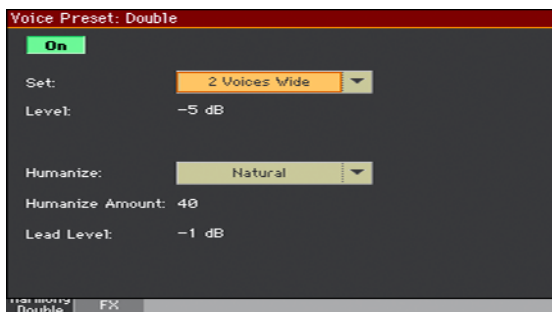 Voice Preset: Double
On
Set: 2 Voices Wide
Level: -5 dB
Humanize: Natural
Humanize Amount: 40
Lead Level: -1 dB
Harmony FX
Double